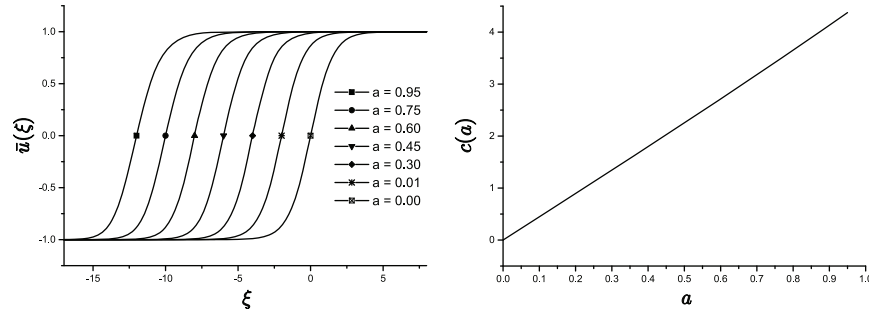 1.0
0.5
0.0
-0.5
-1.0
ū(ξ)
-15
-10
-5
0
5
ξ
a = 0.95
a = 0.75
a = 0.60
a = 0.45
a = 0.30
a = 0.01
a = 0.00
4
3
2
1
0
c(a)
0.0
0.1
0.2
0.3
0.4
0.5
0.6
0.7
0.8
0.9
1.0
a